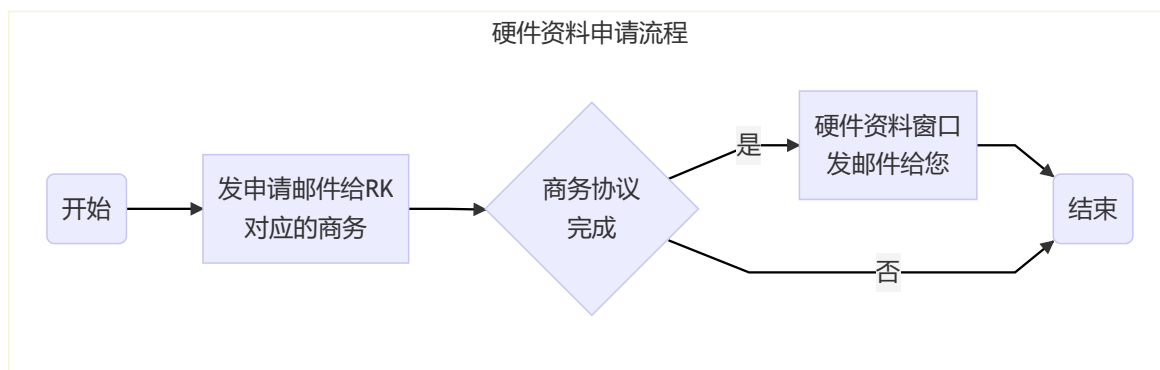 硬件资料申请流程
开始
发申请邮件给RK
对应的商务
商务协议
完成
是
硬件资料窗口
发邮件给您
否
结束